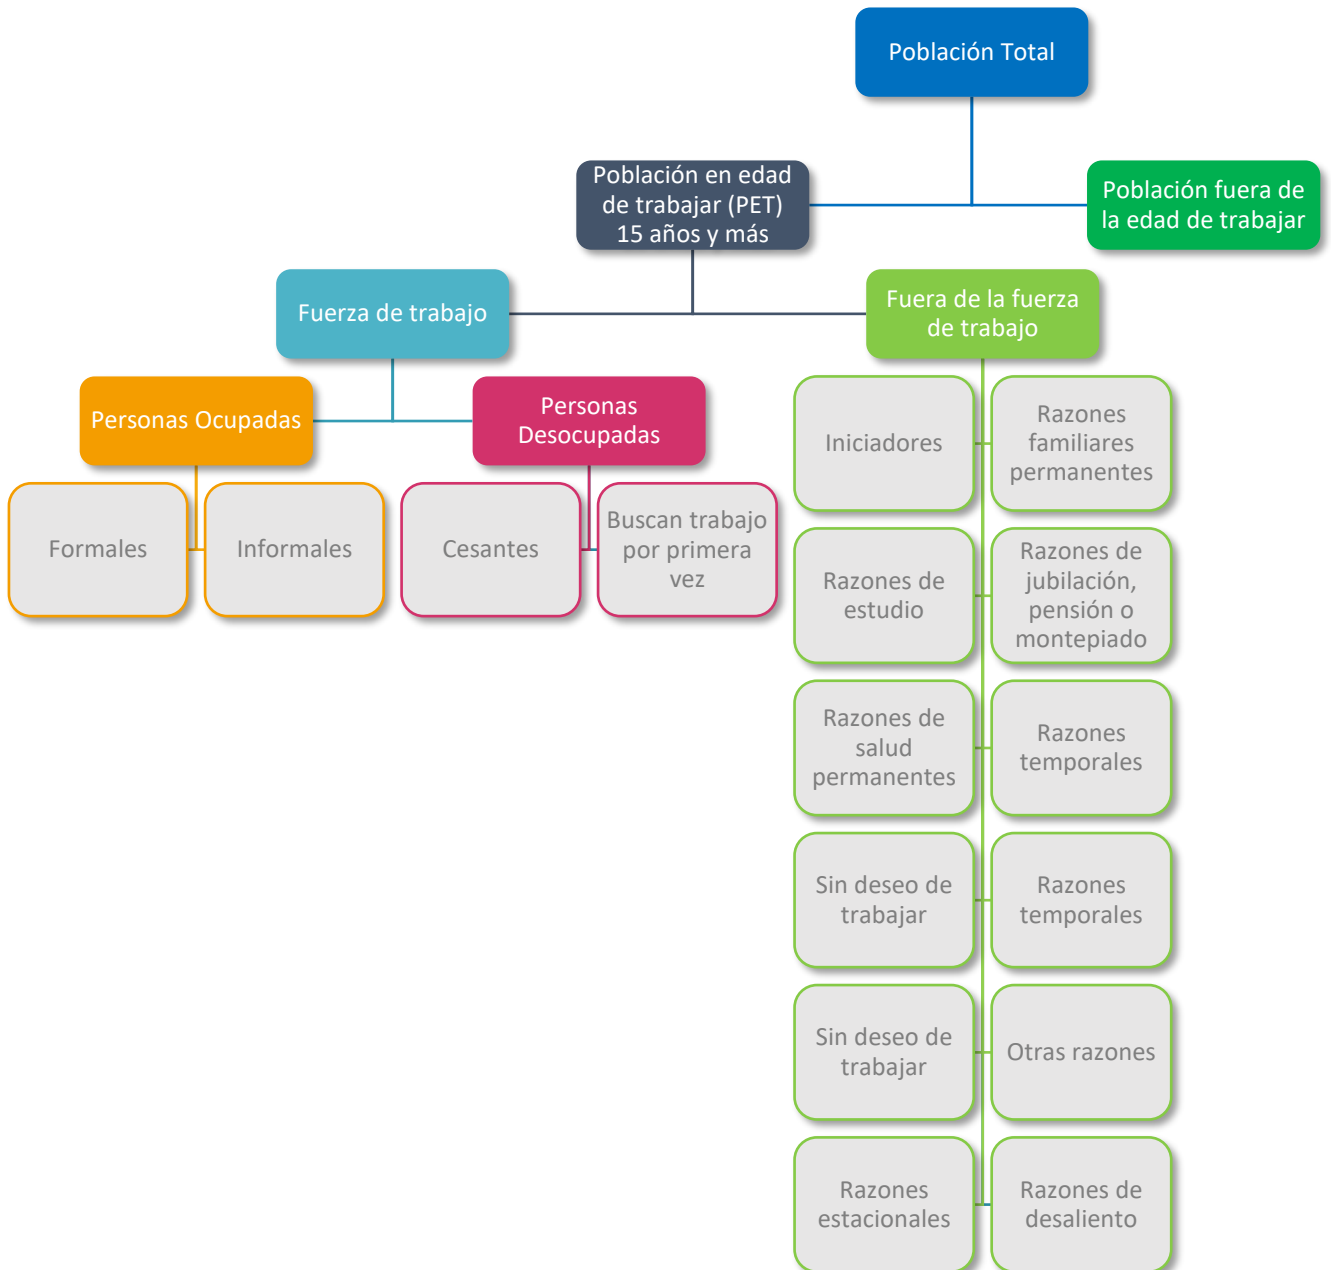 Población Total
Población en edad
de trabajar (PET)
15 años y más
Población fuera de
la edad de trabajar
Fuerza de trabajo
Fuera de la fuerza
de trabajo
Personas Ocupadas
Personas
Desocupadas
Formales
Informales
Cesantes
Buscan trabajo
por primera
vez
Iniciadores
Razones
familiares
permanentes
Razones de
estudio
Razones de
jubilación,
pensión o
montepiado
Razones de
salud
permanentes
Razones
temporales
Sin deseo de
trabajar
Razones
temporales
Sin deseo de
trabajar
Otras razones
Razones
estacionales
Razones de
desaliento